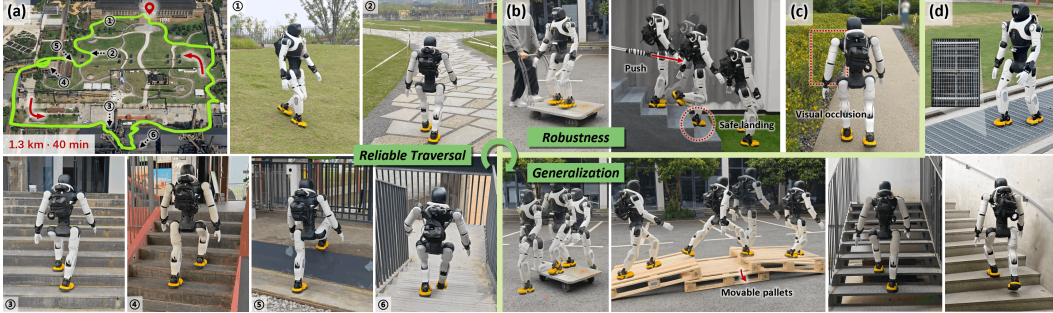 (a)
①
⑤
②
④
③
⑥
1.3 km · 40 min
①
②
(b)
Push
Safe landing
(c)
Visual occlusion
(d)
Robustness
Reliable Traversal
Generalization
Movable pallets
③
④
⑤
⑥